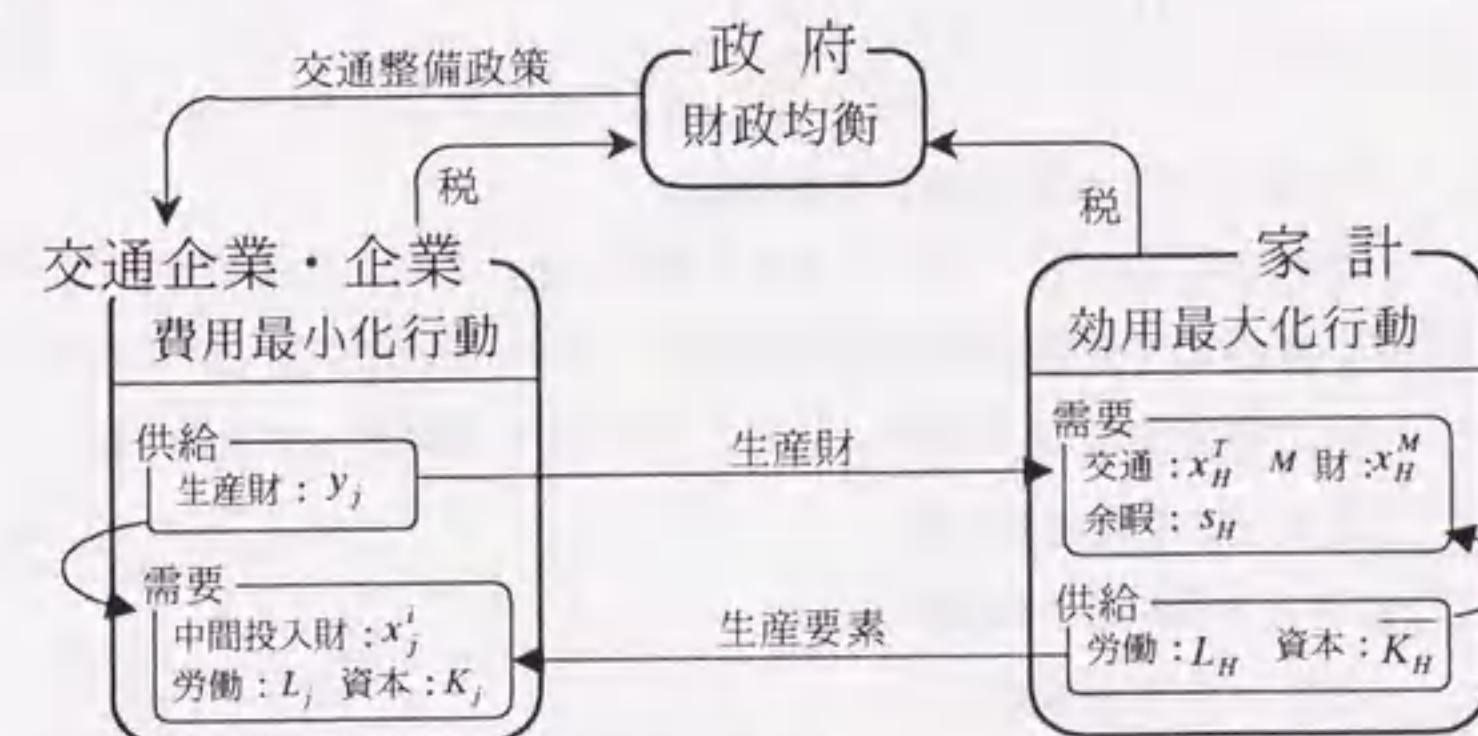 政 府
財政均衡
交通整備政策
税
税
交通企業・企業
費用最小化行動
供給
生産財： y_j
需要
中間投入財：x_j^i
労働：L_j 資本：K_j
生産財
生産要素
家 計
効用最大化行動
需要
交通：x_H^T M 財：x_H^M
余暇：s_H
供給
労働：L_H 資本：\overline{K_H}